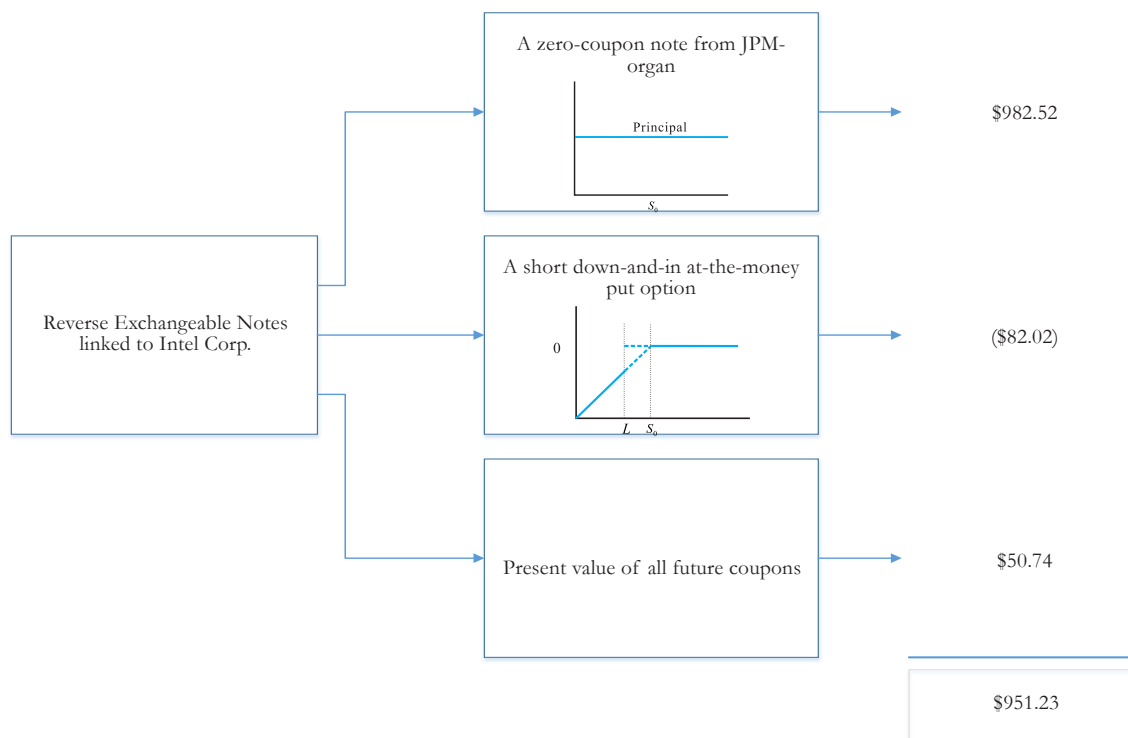 A zero-coupon note from JPM-
organ
Principal
S₀
$982.52
Reverse Exchangeable Notes
linked to Intel Corp.
A short down-and-in at-the-money
put option
0
L
S₀
($82.02)
Present value of all future coupons
$50.74
$951.23